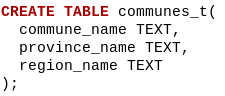 CREATE TABLE communes_t(
  commune_name TEXT,
  province_name TEXT,
  region_name TEXT
);